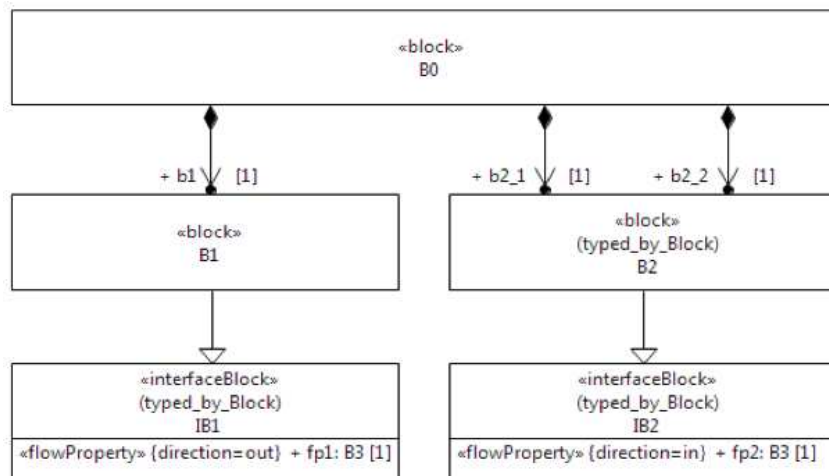 «block»
B0
+ b1 [1]
+ b2_1 [1]
+ b2_2 [1]
«block»
B1
«block»
(typed_by_Block)
B2
«interfaceBlock»
(typed_by_Block)
IB1
«flowProperty» {direction=out} + fp1: B3 [1]
«interfaceBlock»
(typed_by_Block)
IB2
«flowProperty» {direction=in} + fp2: B3 [1]